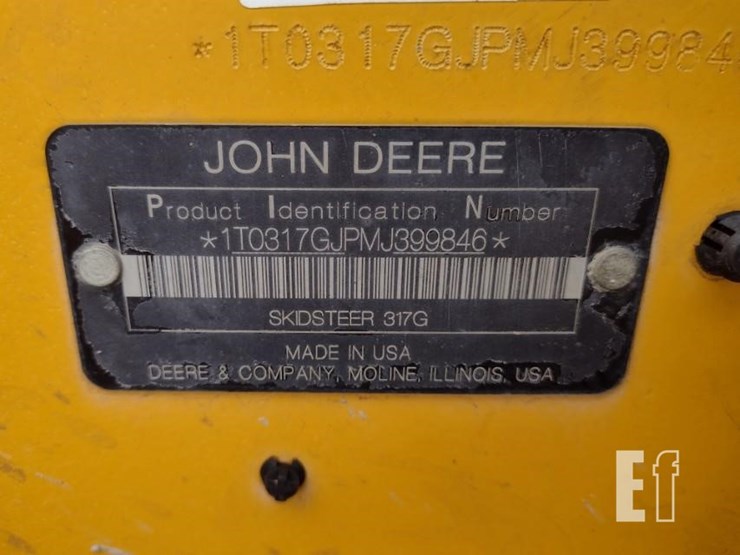 *1T0317GJPMJ39984
JOHN DEERE
Product Identification Number
*1T0317GJPMJ399846*
SKIDSTEER 317G
MADE IN USA
DEERE & COMPANY, MOLINE, ILLINOIS, USA
Ef